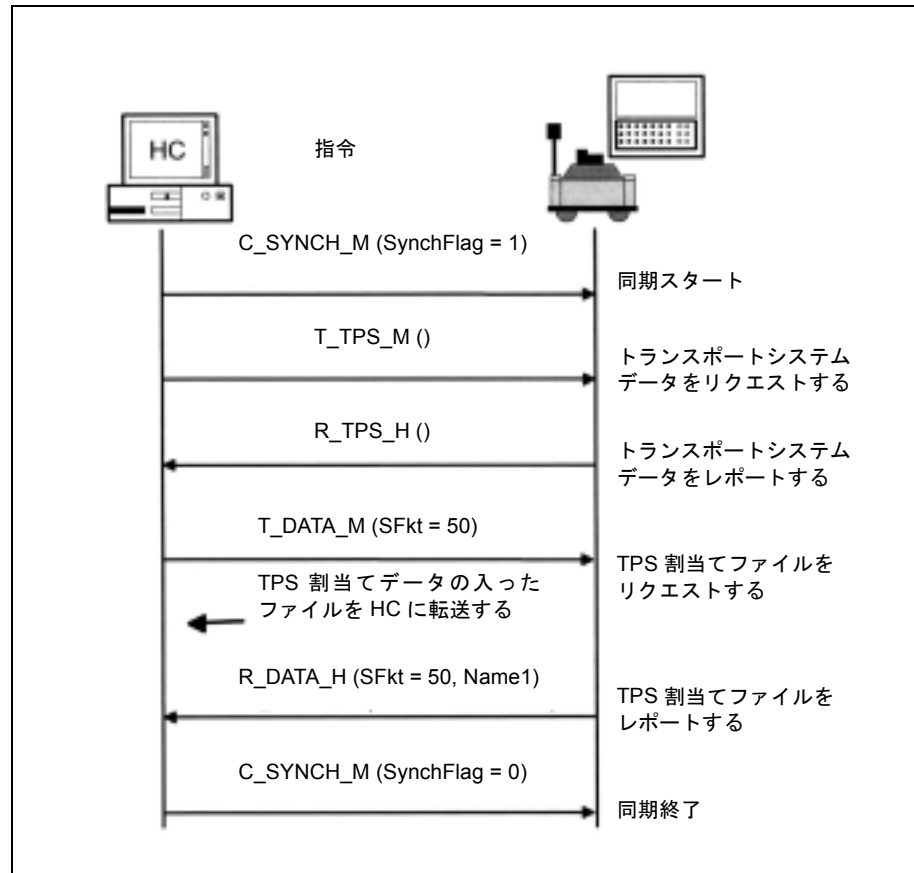 HC
指令
C_SYNCH_M (SynchFlag = 1)
同期スタート
T_TPS_M ()
トランスポートシステム
データをリクエストする
R_TPS_H ()
トランスポートシステム
データをレポートする
T_DATA_M (SFkt = 50)
TPS 割当てファイルを
リクエストする
TPS 割当てデータの入った
ファイルを HC に転送する
R_DATA_H (SFkt = 50, Name1)
TPS 割当てファイルを
レポートする
C_SYNCH_M (SynchFlag = 0)
同期終了